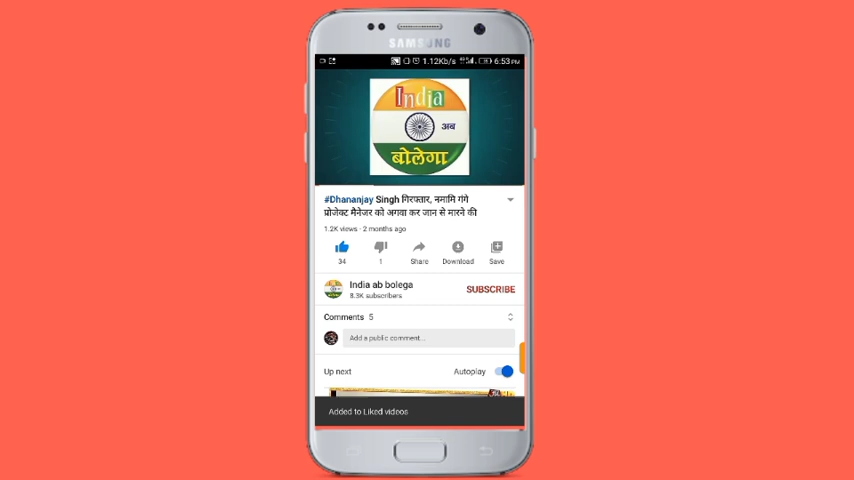 SAMSUNG
1.12Kb/s 6:53 PM
India
अब
बोलेगा
#Dhananjay Singh गिरफ्तार, नमामि गंगे
प्रोजेक्ट मैनेजर को अगवा कर जान से मारने की
1.2K views · 2 months ago
34 1 Share Download Save
India ab bolega
8.3K subscribers
SUBSCRIBE
Comments 5
Add a public comment...
Up next Autoplay
Added to Liked videos